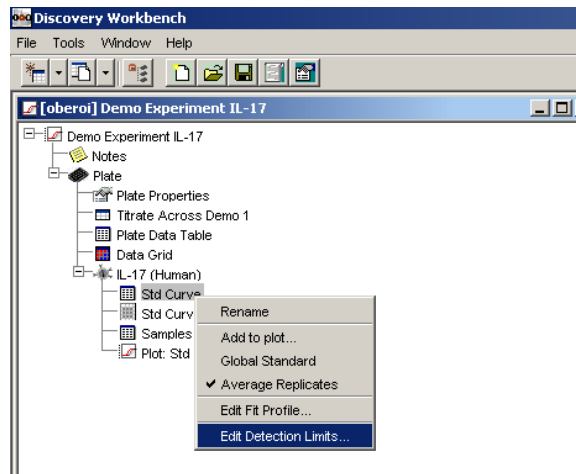 Discovery Workbench
File Tools Window Help
[oberoi] Demo Experiment IL-17
Demo Experiment IL-17
Notes
Plate
Plate Properties
Titrate Across Demo 1
Plate Data Table
Data Grid
IL-17 (Human)
Std Curve
Std Curv
Samples
Plot: Std
Rename
Add to plot...
Global Standard
Average Replicates
Edit Fit Profile...
Edit Detection Limits...